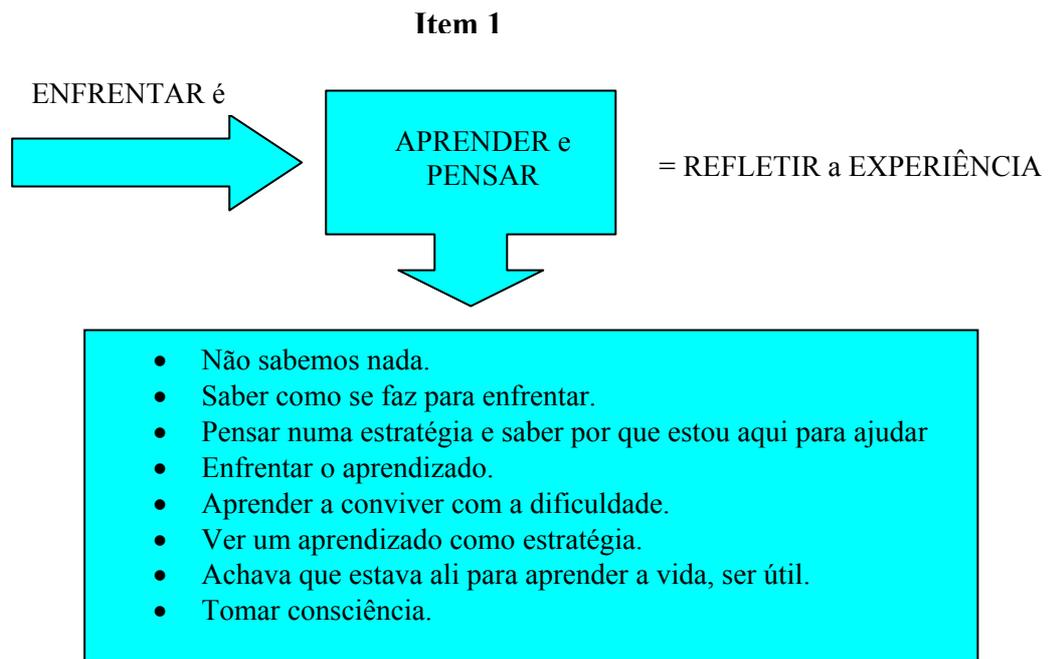 Item 1
ENFRENTAR é
APRENDER e
PENSAR
= REFLETIR a EXPERIÊNCIA
• Não sabemos nada.
• Saber como se faz para enfrentar.
• Pensar numa estratégia e saber por que estou aqui para ajudar
• Enfrentar o aprendizado.
• Aprender a conviver com a dificuldade.
• Ver um aprendizado como estratégia.
• Achava que estava ali para aprender a vida, ser útil.
• Tomar consciência.